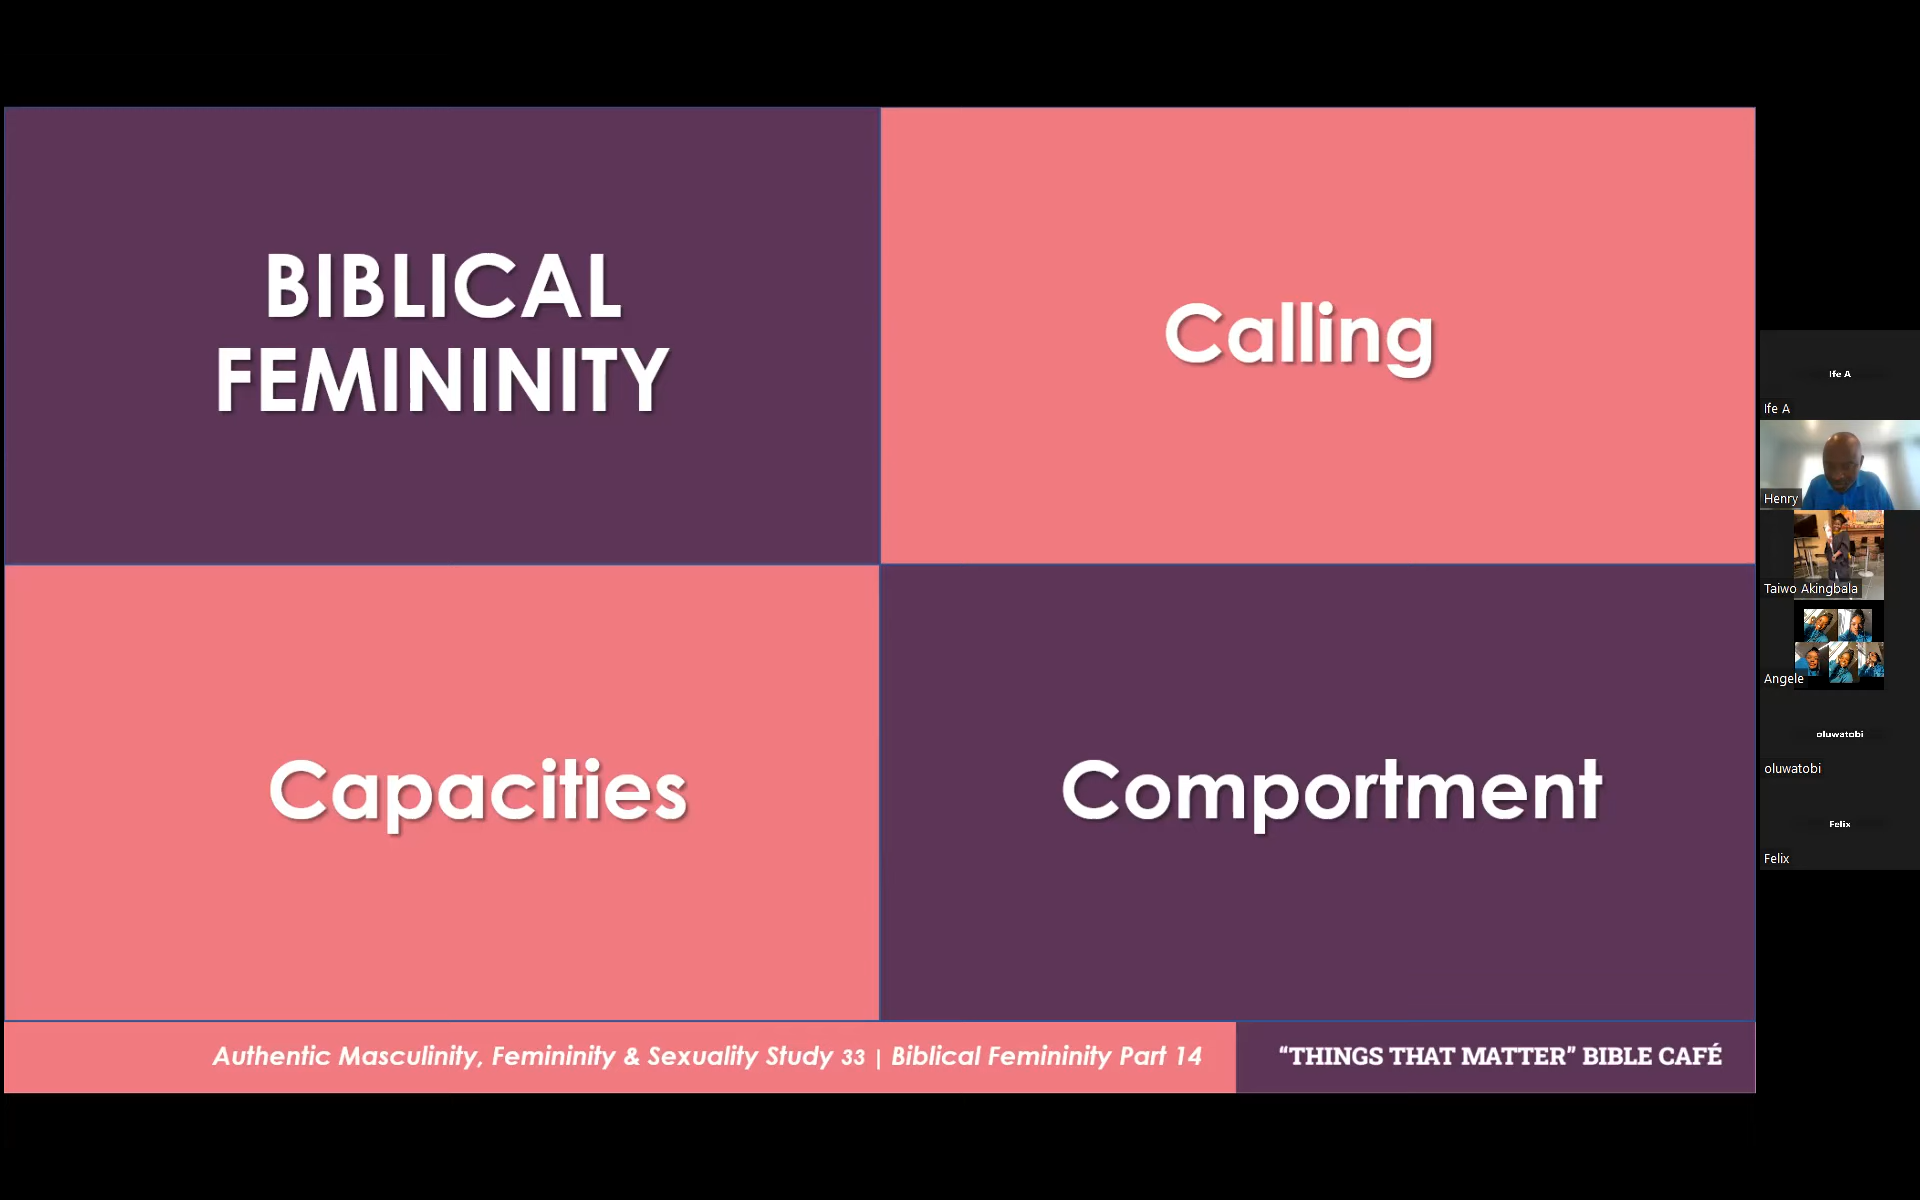 BIBLICAL
FEMININITY
Calling
Capacities
Comportment
Authentic Masculinity, Femininity & Sexuality Study 33 | Biblical Femininity Part 14
“THINGS THAT MATTER” BIBLE CAFÉ
Ife A
Ife A
Henry
Taiwo Akingbala
Angele
oluwatobi
oluwatobi
Felix
Felix